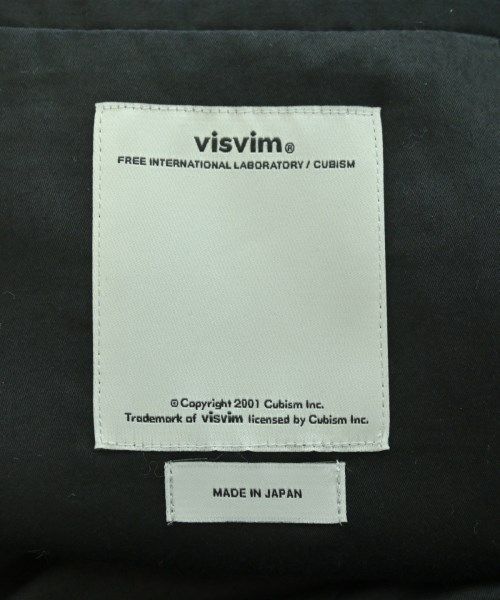 visvim®
FREE INTERNATIONAL LABORATORY / CUBISM
© Copyright 2001 Cubism Inc.
Trademark of visvim licensed by Cubism Inc.
MADE IN JAPAN